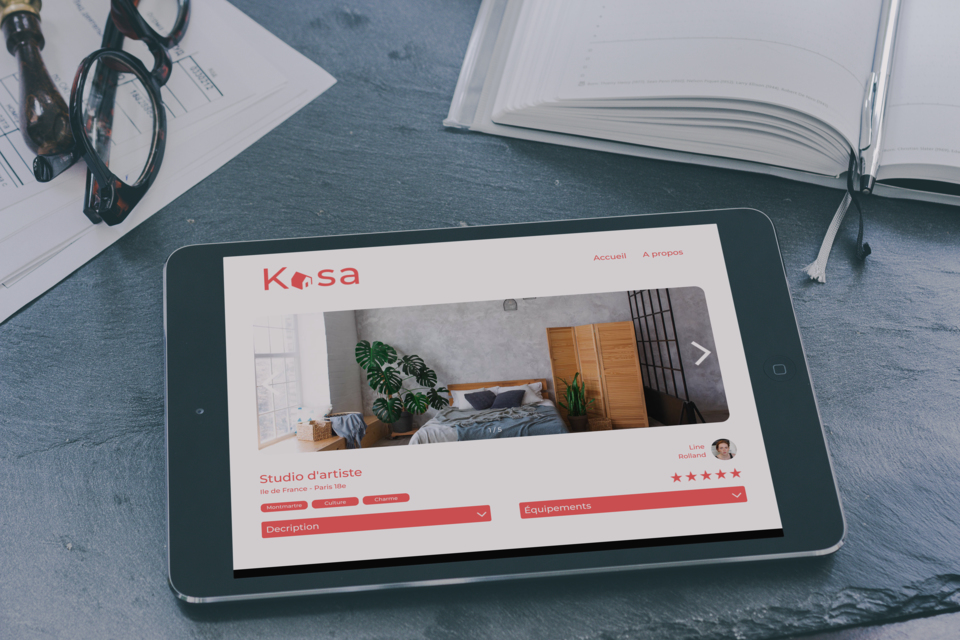 Kasa
Accueil
A propos
1/5
Studio d'artiste
Ile de France - Paris 18e
Montmartre
Culture
Charme
Line
Rolland
Decription
Équipements